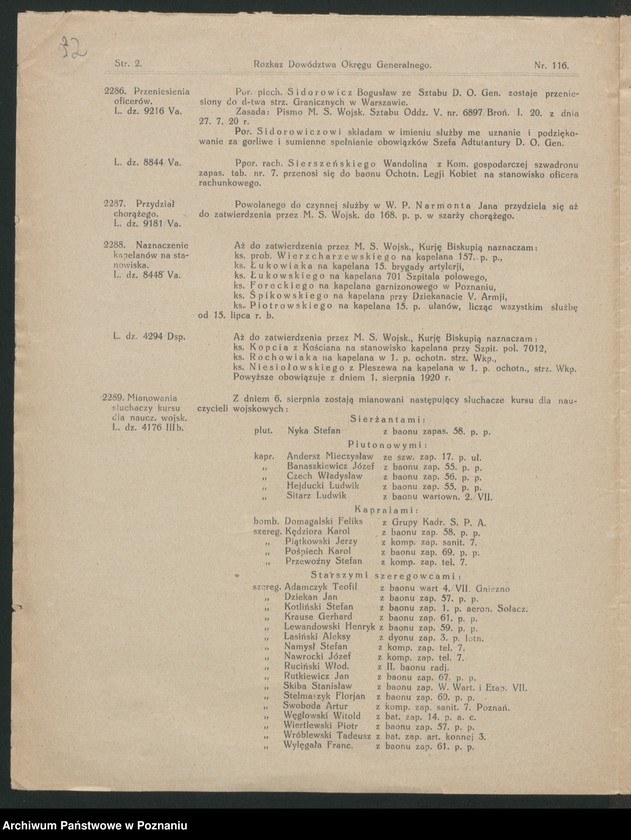 32
Str. 2. Rozkaz Dowództwa Okręgu Generalnego. Nr. 116.
2286. Przeniesienia oficerów. L. dz. 9216 Va.
Por. piech. Sidorowicz Bogusław ze Sztabu D. O. Gen. zostaje przenie-
siony do d-twa strz. Granicznych w Warszawie.
Zasada: Pismo M. S. Wojsk. Sztabu Oddz. V. nr. 6897 Broń. I. 20. z dnia
27. 7. 20 r.
Por. Sidorowiczowi składam w imieniu służby me uznanie i podzięko-
wanie za gorliwe i sumienne spełnianie obowiązków Szefa Adtutantury D. O. Gen.
L. dz. 8844 Va.
Ppor. rach. Sierszeńskiego Wandolina z Kom. gospodarczej szwadronu
zapas. tab. nr. 7. przenosi się do baonu Ochotn. Legji Kobiet na stanowisko oficera
rachunkowego.
2287. Przydział chorążego. L. dz. 9181 Va.
Powołanego do czynnej służby w W. P. Narmonta Jana przydziela się aż
do zatwierdzenia przez M. S. Wojsk. do 168. p. p. w szarży chorążego.
2288. Naznaczenie kapelanów na sta-
nowiska.
L. dz. 8448 Va.
Aż do zatwierdzenia przez M. S. Wojsk., Kurję Biskupią naznaczam:
ks. prob. Wierzcharzewskiego na kapelana 157. p. p.,
ks. Łukowiaka na kapelana 15. brygady artylerji,
ks. Łukowskiego na kapelana 701 Szpitala polowego,
ks. Foreckiego na kapelana garnizonowego w Poznaniu,
ks. Śpikowskiego na kapelana przy Dziekanacie V. Armji,
ks. Piotrowskiego na kapelana 15. p. ułanów, licząc wszystkim służbę
od 15. lipca r. b.
L. dz. 4294 Dsp.
Aż do zatwierdzenia przez M. S. Wojsk., Kurję Biskupią naznaczam:
ks. Kopcia z Kościana na stanowisko kapelana przy Szpit. pol. 7012,
ks. Rochowiaka na kapelana w 1. p. ochotn. strz. Wkp.,
ks. Niesiołowskiego z Pleszewa na kapelana w 1. p. ochotn., strz. Wkp.
Powyższe obowiązuje z dniem 1. sierpnia 1920 r.
2289. Mianowania słuchaczy kursu dla naucz. wojsk. L. dz. 4176 IIIb.
Z dniem 6. sierpnia zostają mianowani następujący słuchacze kursu dla nau-
czycieli wojskowych:
Sierżantami:
plut. Nyka Stefan z baonu zapas. 58. p. p.
Plutonowymi:
kapr. Andersz Mieczysław ze szw. zap. 17. p. uł.
„ Banaszkiewicz Józef z baonu zap. 55. p. p.
„ Czech Władysław z baonu zap. 56. p. p.
„ Hejducki Ludwik z baonu zap. 55. p. p.
„ Sitarz Ludwik z baonu wartown. 2. VII.
Kapralami:
bomb. Domagalski Feliks z Grupy Kadr. S. P. A.
szereg. Kędziora Karol z baonu zap. 58. p. p.
„ Piątkowski Jerzy z komp. zap. sanit. 7.
„ Pośpiech Karol z baonu zap. 69. p. p.
„ Przewoźny Stefan z komp. zap. tel. 7.
Starszymi szeregowcami:
szereg. Adamczyk Teofil z baonu wart 4. VII. Gniezno
„ Dziekan Jan z baonu zap. 57. p. p.
„ Kotliński Stefan z baonu zap. 1. p. aeron. Sołacz.
„ Krause Gerhard z baonu zap. 61. p. p.
„ Lewandowski Henryk z baonu zap. 59. p. p.
„ Łasiński Aleksy z dyonu zap. 3. p. lotn.
„ Namysł Stefan z komp. zap. tel. 7.
„ Nawrocki Józef z komp. zap. tel. 7.
„ Ruciński Włod. z II. baonu radj.
„ Rutkiewicz Jan z baonu zap. 67. p. p.
„ Skiba Stanisław z baonu zap. W. Wart. i Etap. VII.
„ Stelmaszyk Florjan z baonu zap. 60. p. p.
„ Swoboda Artur z komp. zap. sanit. 7. Poznań.
„ Węglowski Witold z bat. zap. 14. p. a. c.
„ Wiertlewski Piotr z baonu zap. 57. p. p.
„ Wróblewski Tadeusz z bat. zap. art. konnej 3.
„ Wylęgała Franc. z baonu zap. 61. p. p.
Archiwum Państwowe w Poznaniu